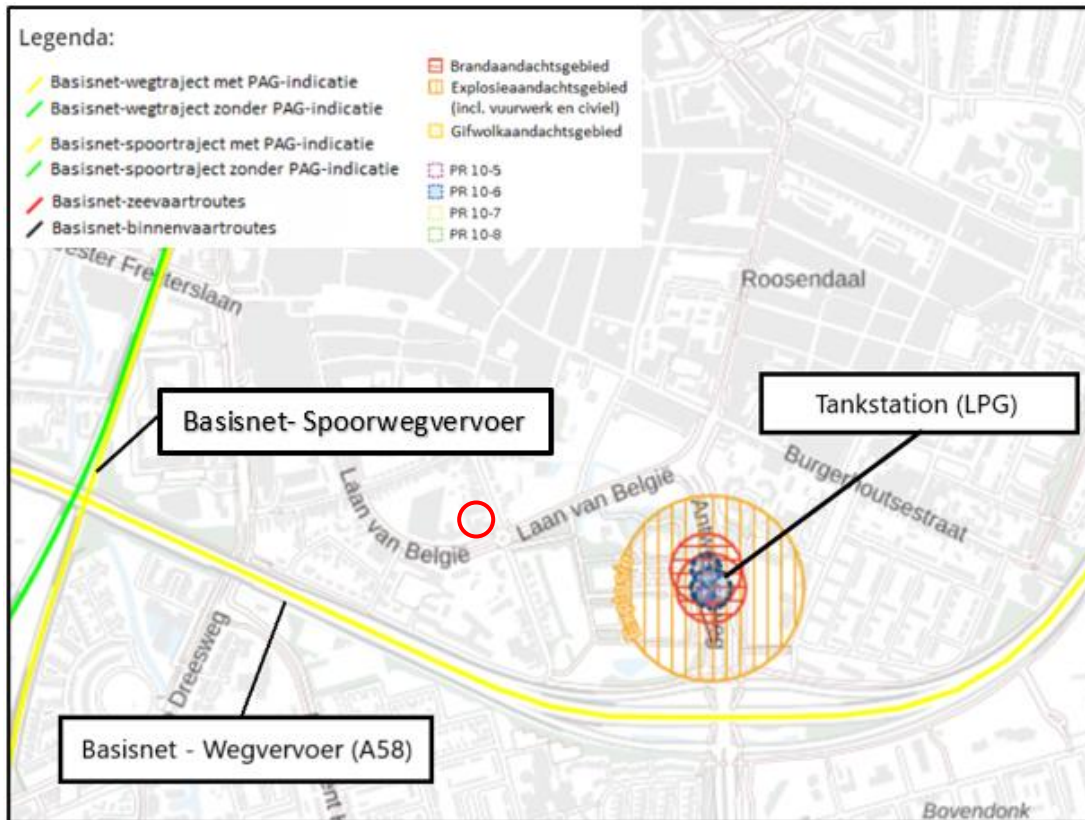 Legenda:
Basisnet-wegtraject met PAG-indicatie
Basisnet-wegtraject zonder PAG-indicatie
Basisnet-spoortraject met PAG-indicatie
Basisnet-spoortraject zonder PAG-indicatie
Basisnet-zeevaartroutes
Basisnet-binnenvaartroutes
Brandaandachtsgebied
Explosieaandachtsgebied
(incl. vuurwerk en civiel)
Gifwolkaandachtsgebied
PR 10-5
PR 10-6
PR 10-7
PR 10-8
Roosendaal
Basisnet- Spoorwegvervoer
Tankstation (LPG)
Burgerhoutsestraat
Laan van België
Laan van België
Dreesweg
Basisnet - Wegvervoer (A58)
Bovendonk